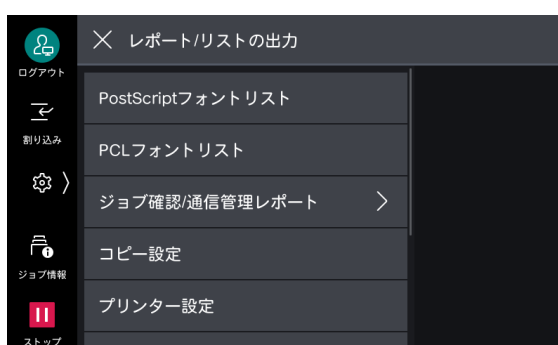 レポート/リストの出力
ログアウト
割り込み
ジョブ情報
ストップ
PostScriptフォントリスト
PCLフォントリスト
ジョブ確認/通信管理レポート
コピー設定
プリンター設定